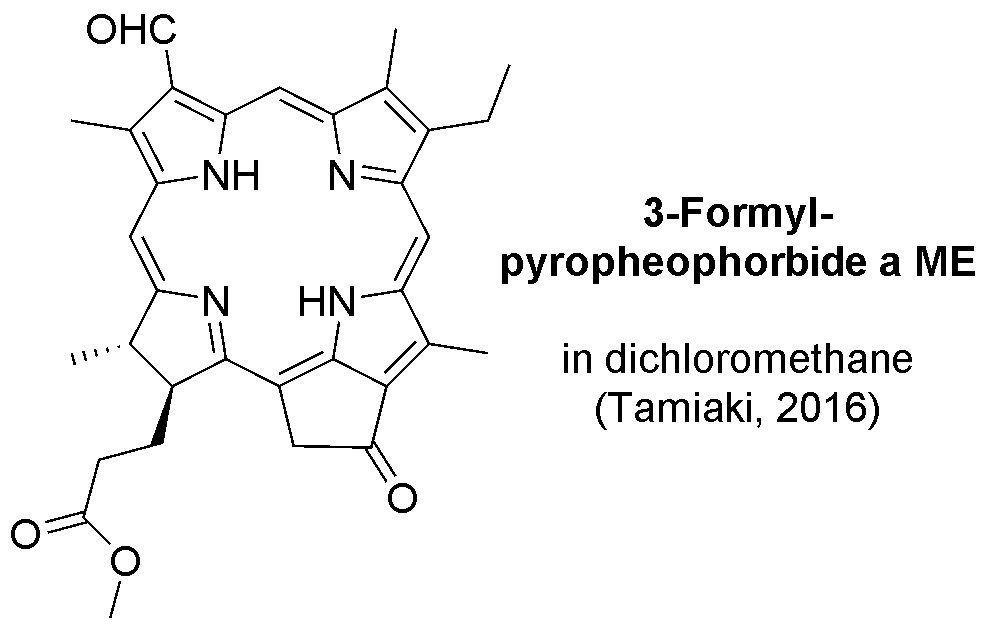 OHC
NH
N
N
HN
O
O
O
3-Formyl-
pyropheophorbide a ME
in dichloromethane
(Tamiaki, 2016)